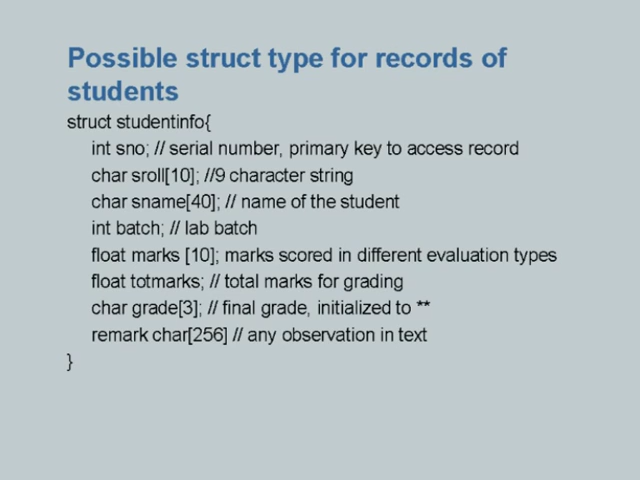 Possible struct type for records of
students
struct studentinfo{
int sno; // serial number, primary key to access record
char sroll[10]; //9 character string
char sname[40]; // name of the student
int batch; // lab batch
float marks [10]; marks scored in different evaluation types
float totmarks; // total marks for grading
char grade[3]; // final grade, initialized to **
remark char[256] // any observation in text
}